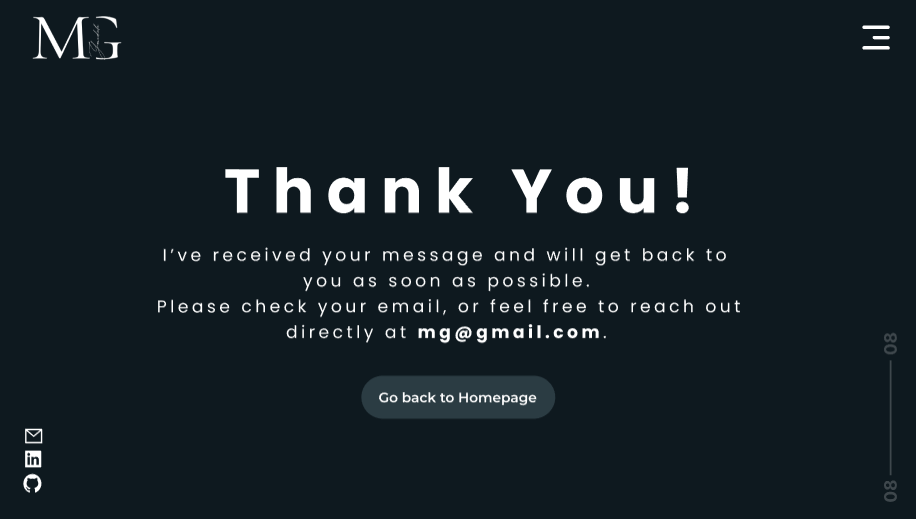 MG
Thank You!
I’ve received your message and will get back to
you as soon as possible.
Please check your email, or feel free to reach out
directly at mg@gmail.com.
Go back to Homepage
in
08
08